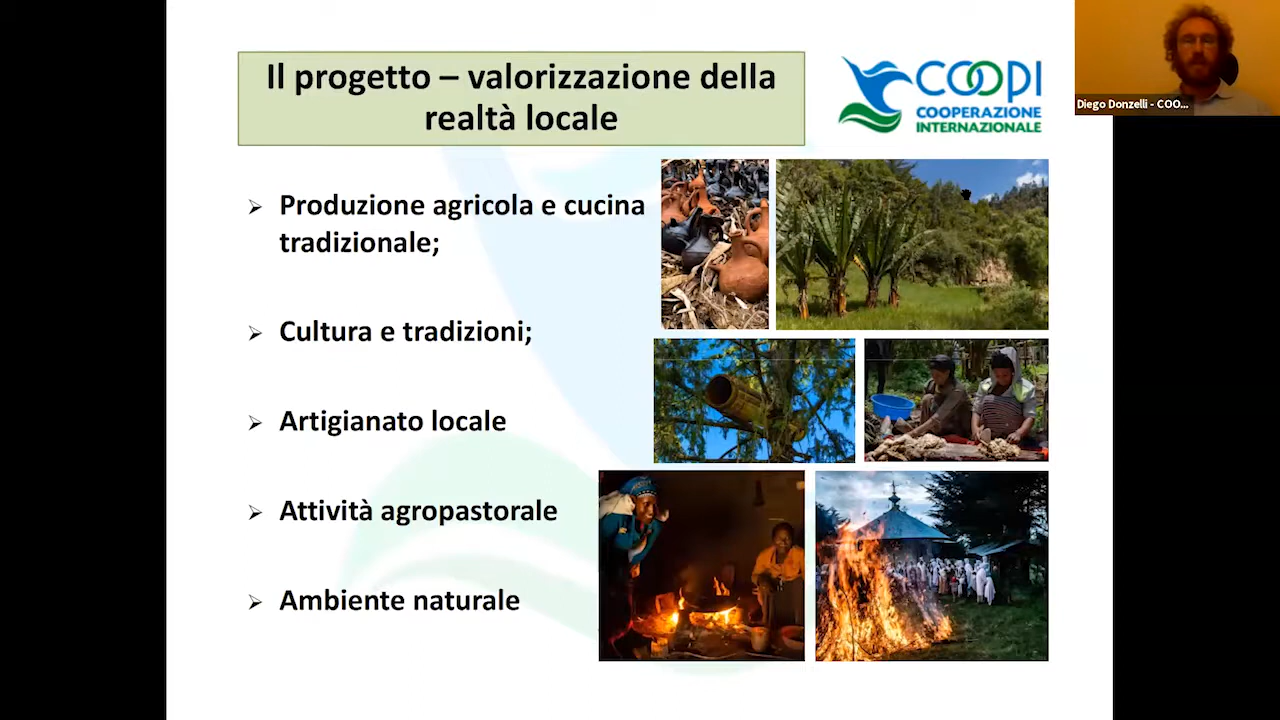 Il progetto – valorizzazione della
realtà locale
COOPI
COOPERAZIONE
INTERNAZIONALE
Diego Donzelli - COO...
Produzione agricola e cucina
tradizionale;
Cultura e tradizioni;
Artigianato locale
Attività agropastorale
Ambiente naturale